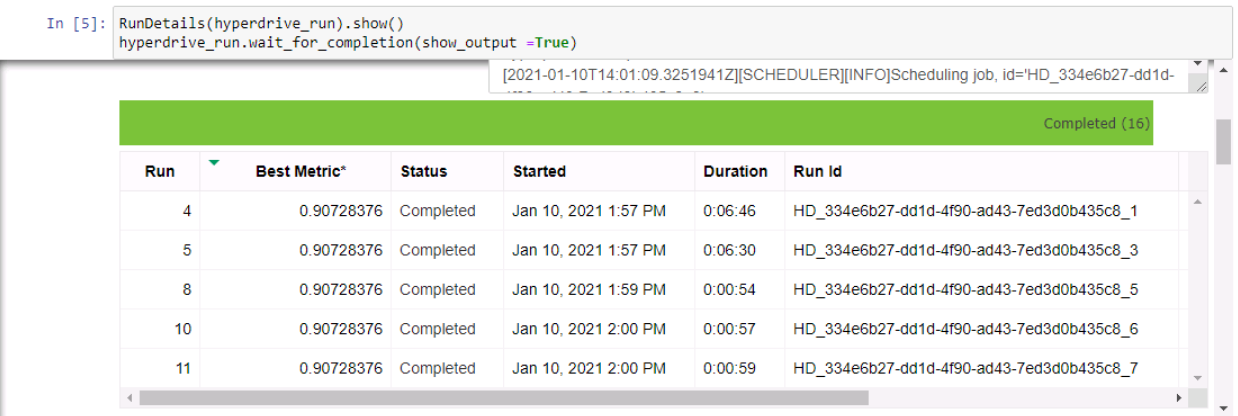 In [5]: RunDetails(hyperdrive_run).show()
hyperdrive_run.wait_for_completion(show_output =True)
[2021-01-10T14:01:09.3251941Z][SCHEDULER][INFO]Scheduling job, id='HD_334e6b27-dd1d-
Completed (16)
Run Best Metric* Status Started Duration Run Id
4 0.90728376 Completed Jan 10, 2021 1:57 PM 0:06:46 HD_334e6b27-dd1d-4f90-ad43-7ed3d0b435c8_1
5 0.90728376 Completed Jan 10, 2021 1:57 PM 0:06:30 HD_334e6b27-dd1d-4f90-ad43-7ed3d0b435c8_3
8 0.90728376 Completed Jan 10, 2021 1:59 PM 0:00:54 HD_334e6b27-dd1d-4f90-ad43-7ed3d0b435c8_5
10 0.90728376 Completed Jan 10, 2021 2:00 PM 0:00:57 HD_334e6b27-dd1d-4f90-ad43-7ed3d0b435c8_6
11 0.90728376 Completed Jan 10, 2021 2:00 PM 0:00:59 HD_334e6b27-dd1d-4f90-ad43-7ed3d0b435c8_7